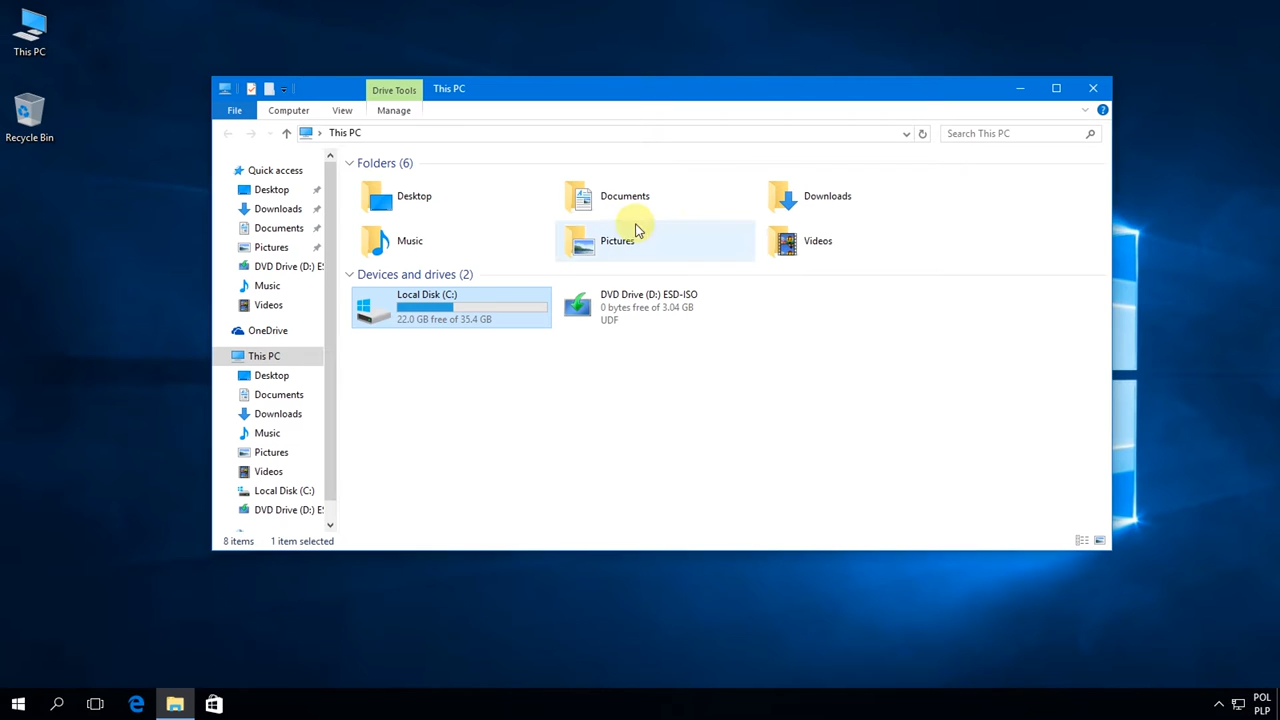 This PC
Recycle Bin
Drive Tools
This PC
File
Computer
View
Manage
This PC
Search This PC
Quick access
Desktop
Downloads
Documents
Pictures
DVD Drive (D:) ES
Music
Videos
OneDrive
This PC
Desktop
Documents
Downloads
Music
Pictures
Videos
Local Disk (C:)
DVD Drive (D:) ES
Folders (6)
Desktop
Documents
Downloads
Music
Pictures
Videos
Devices and drives (2)
Local Disk (C:)
22.0 GB free of 35.4 GB
DVD Drive (D:) ESD-ISO
0 bytes free of 3.04 GB
UDF
8 items
1 item selected
POL
PLP